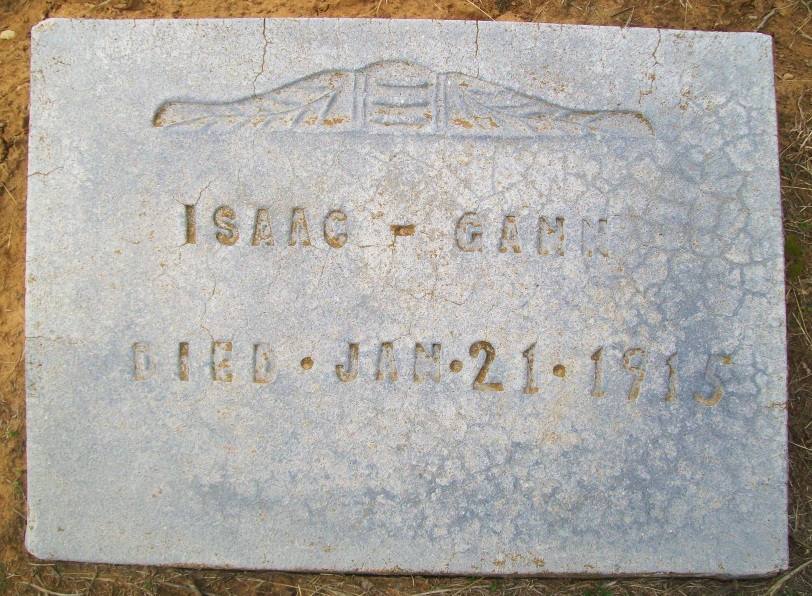 ISAAC - GANN
DIED · JAN · 21 · 1915